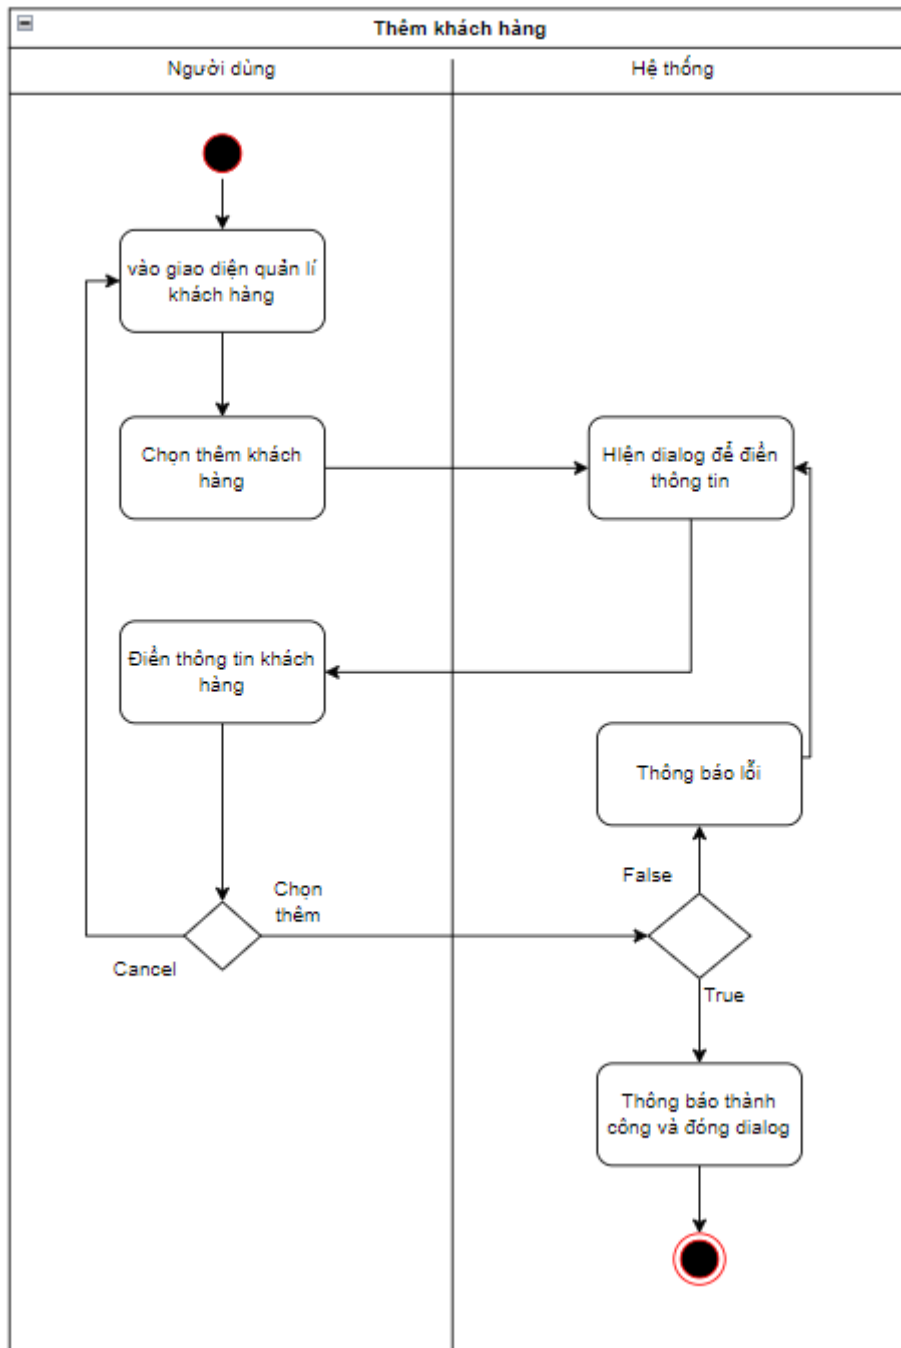 Thêm khách hàng
Người dùng
Hệ thống
vào giao diện quản lí
khách hàng
Chọn thêm khách
hàng
HIện dialog để điền
thông tin
Điền thông tin khách
hàng
Thông báo lỗi
False
Chọn
thêm
Cancel
True
Thông báo thành
công và đóng dialog